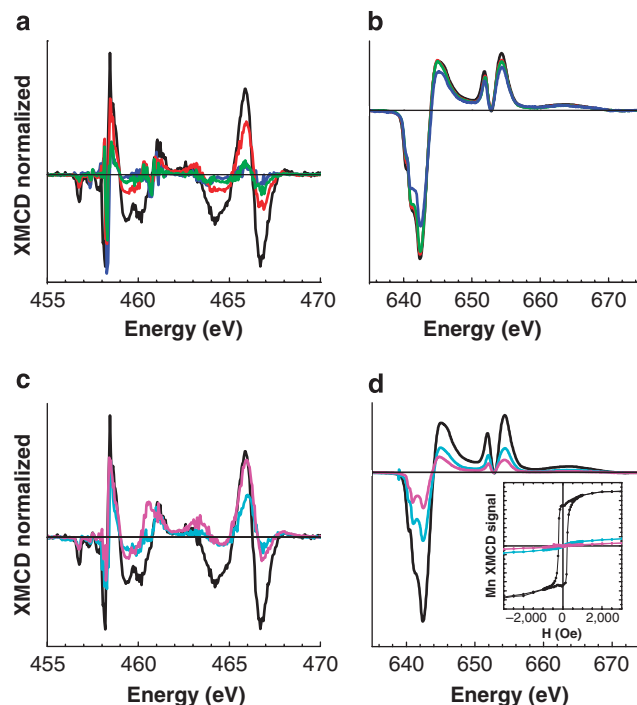 a
b
XMCD normalized
455 460 465 470
640 650 660 670
Energy (eV)
Energy (eV)
c
d
XMCD normalized
Mn XMCD signal
−2,000 0 2,000
H (Oe)
455 460 465 470
640 650 660 670
Energy (eV)
Energy (eV)